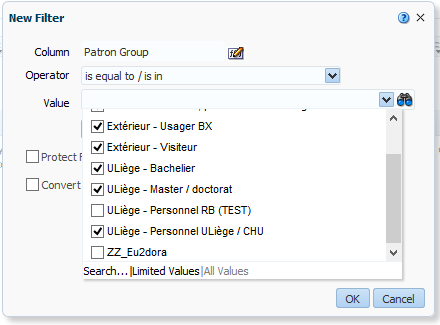 New Filter
Column Patron Group
Operator is equal to / is in
Value
Extérieur - Usager BX
Extérieur - Visiteur
ULiège - Bachelier
Protect F
ULiège - Master / doctorat
Convert
ULiège - Personnel RB (TEST)
ULiège - Personnel ULiège / CHU
ZZ_Eu2dora
Search...|Limited Values|All Values
OK Cancel